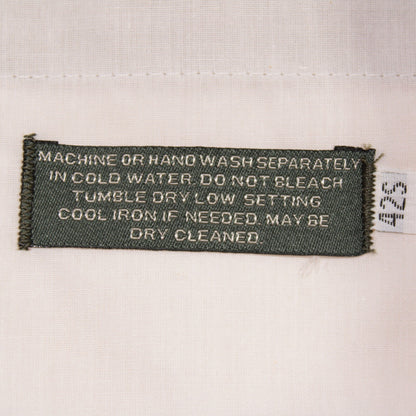 MACHINE OR HAND WASH SEPARATELY
IN COLD WATER. DO NOT BLEACH
TUMBLE DRY LOW SETTING
COOL IRON IF NEEDED. MAY BE
DRY CLEANED.
42S